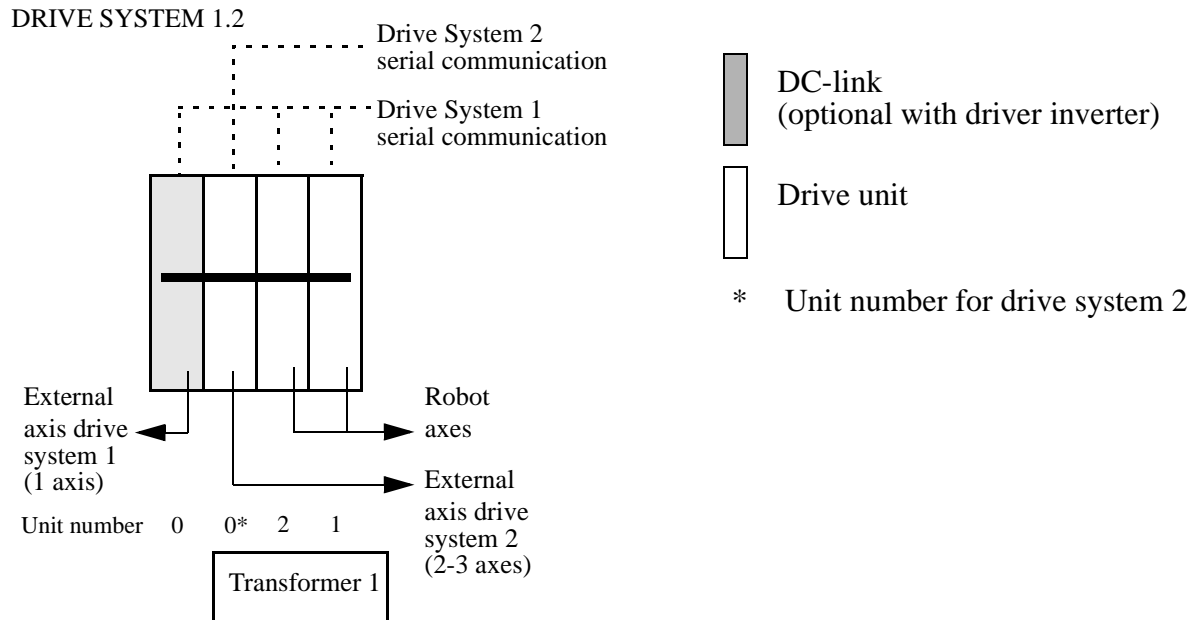 DRIVE SYSTEM 1.2
Drive System 2
serial communication
Drive System 1
serial communication
DC-link
(optional with driver inverter)
Drive unit
* Unit number for drive system 2
External
axis drive
system 1
(1 axis)
Robot
axes
External
axis drive
system 2
(2-3 axes)
Unit number 0 0* 2 1
Transformer 1